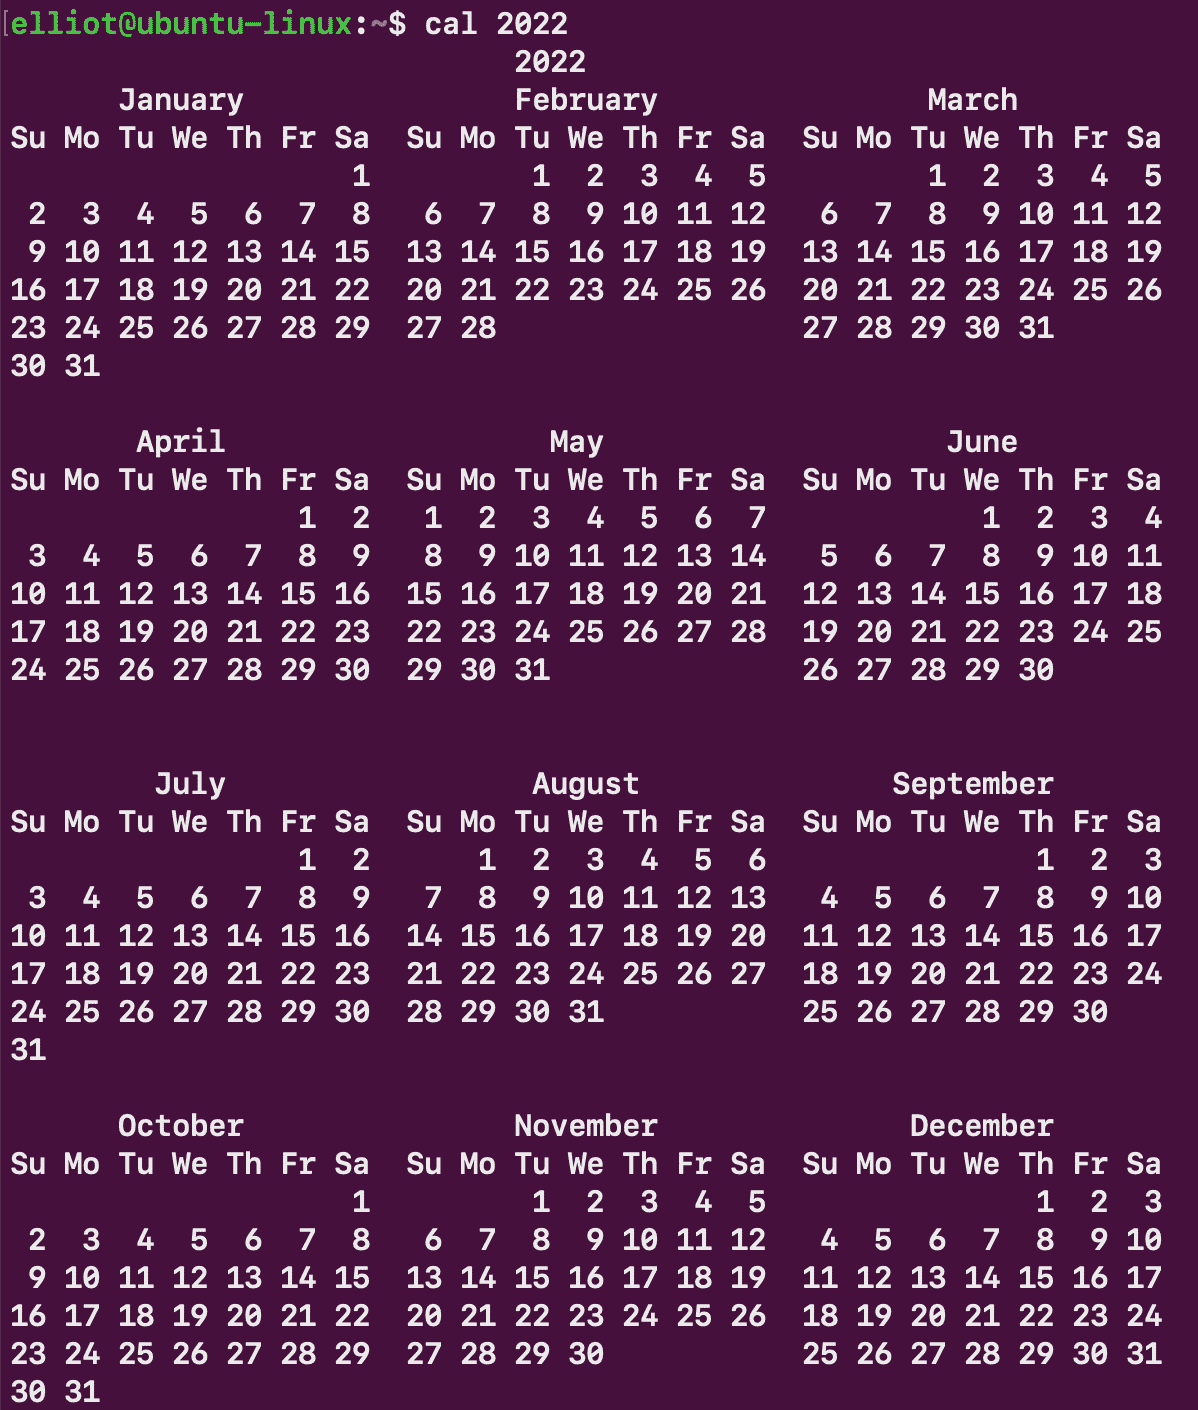 elliot@ubuntu-linux:~$ cal 2022
                            2022
      January               February               March
Su Mo Tu We Th Fr Sa  Su Mo Tu We Th Fr Sa  Su Mo Tu We Th Fr Sa
                   1         1  2  3  4  5         1  2  3  4  5
 2  3  4  5  6  7  8   6  7  8  9 10 11 12   6  7  8  9 10 11 12
 9 10 11 12 13 14 15  13 14 15 16 17 18 19  13 14 15 16 17 18 19
16 17 18 19 20 21 22  20 21 22 23 24 25 26  20 21 22 23 24 25 26
23 24 25 26 27 28 29  27 28                 27 28 29 30 31
30 31
       April                  May                   June
Su Mo Tu We Th Fr Sa  Su Mo Tu We Th Fr Sa  Su Mo Tu We Th Fr Sa
                1  2   1  2  3  4  5  6  7            1  2  3  4
 3  4  5  6  7  8  9   8  9 10 11 12 13 14   5  6  7  8  9 10 11
10 11 12 13 14 15 16  15 16 17 18 19 20 21  12 13 14 15 16 17 18
17 18 19 20 21 22 23  22 23 24 25 26 27 28  19 20 21 22 23 24 25
24 25 26 27 28 29 30  29 30 31              26 27 28 29 30
        July                 August              September
Su Mo Tu We Th Fr Sa  Su Mo Tu We Th Fr Sa  Su Mo Tu We Th Fr Sa
                1  2      1  2  3  4  5  6               1  2  3
 3  4  5  6  7  8  9   7  8  9 10 11 12 13   4  5  6  7  8  9 10
10 11 12 13 14 15 16  14 15 16 17 18 19 20  11 12 13 14 15 16 17
17 18 19 20 21 22 23  21 22 23 24 25 26 27  18 19 20 21 22 23 24
24 25 26 27 28 29 30  28 29 30 31           25 26 27 28 29 30
31
      October               November              December
Su Mo Tu We Th Fr Sa  Su Mo Tu We Th Fr Sa  Su Mo Tu We Th Fr Sa
                   1         1  2  3  4  5               1  2  3
 2  3  4  5  6  7  8   6  7  8  9 10 11 12   4  5  6  7  8  9 10
 9 10 11 12 13 14 15  13 14 15 16 17 18 19  11 12 13 14 15 16 17
16 17 18 19 20 21 22  20 21 22 23 24 25 26  18 19 20 21 22 23 24
23 24 25 26 27 28 29  27 28 29 30           25 26 27 28 29 30 31
30 31